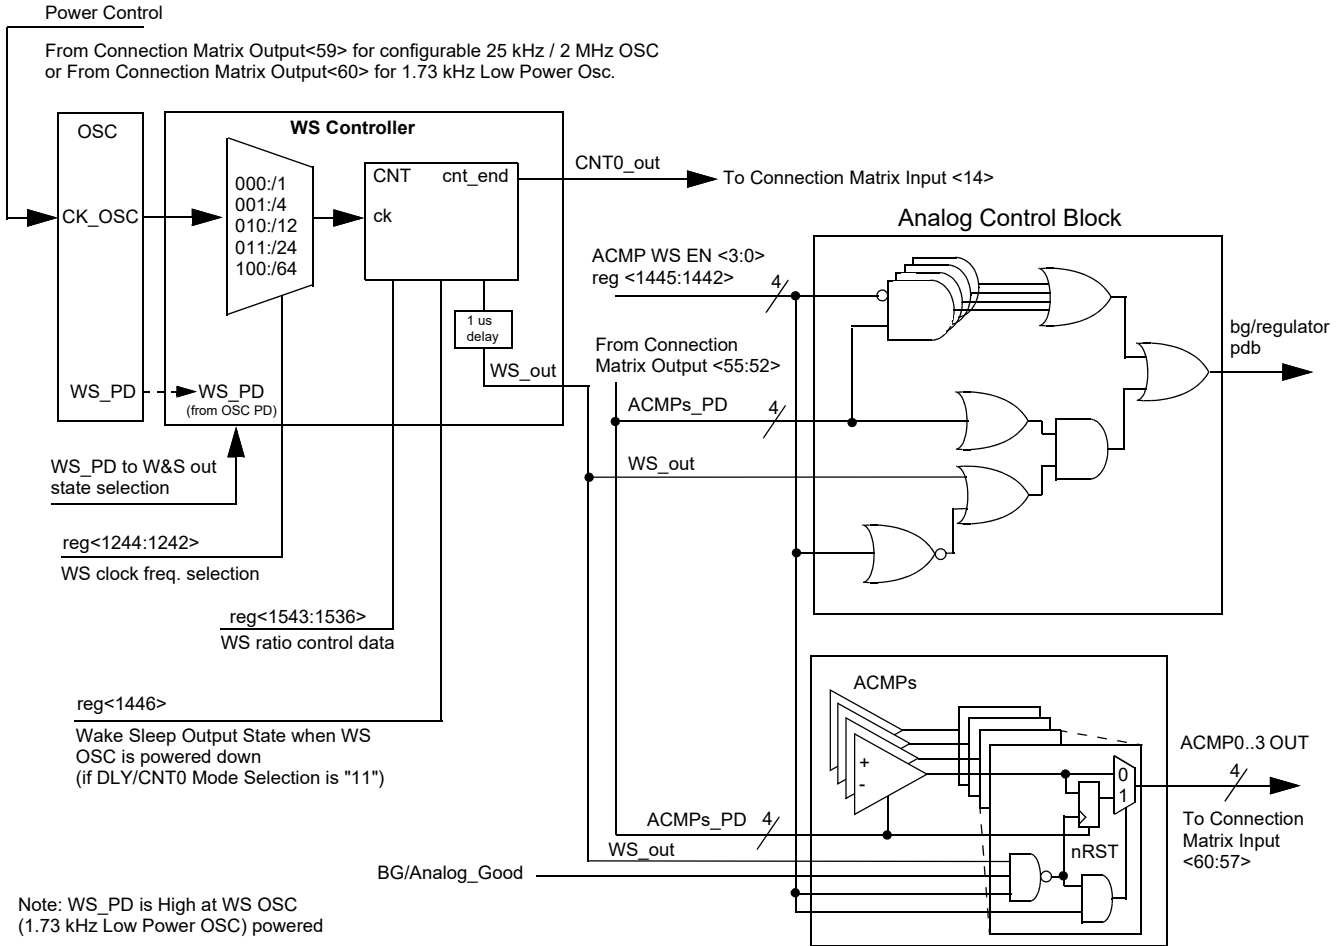 Power Control
From Connection Matrix Output<59> for configurable 25 kHz / 2 MHz OSC
or From Connection Matrix Output<60> for 1.73 kHz Low Power Osc.
OSC
CK_OSC
WS_PD
WS Controller
000:/1
001:/4
010:/12
011:/24
100:/64
CNT
cnt_end
ck
1 us
delay
WS_PD
(from OSC PD)
WS_out
CNT0_out
To Connection Matrix Input <14>
WS_PD to W&S out
state selection
reg<1244:1242>
WS clock freq. selection
reg<1543:1536>
WS ratio control data
reg<1446>
Wake Sleep Output State when WS
OSC is powered down
(if DLY/CNT0 Mode Selection is "11")
Note: WS_PD is High at WS OSC
(1.73 kHz Low Power OSC) powered
Analog Control Block
ACMP WS EN <3:0>
reg <1445:1442>
4
From Connection
Matrix Output <55:52>
ACMPs_PD
4
WS_out
bg/regulator
pdb
ACMPs
+
-
0
1
nRST
ACMPs_PD
4
WS_out
BG/Analog_Good
ACMP0..3 OUT
4
To Connection
Matrix Input
<60:57>